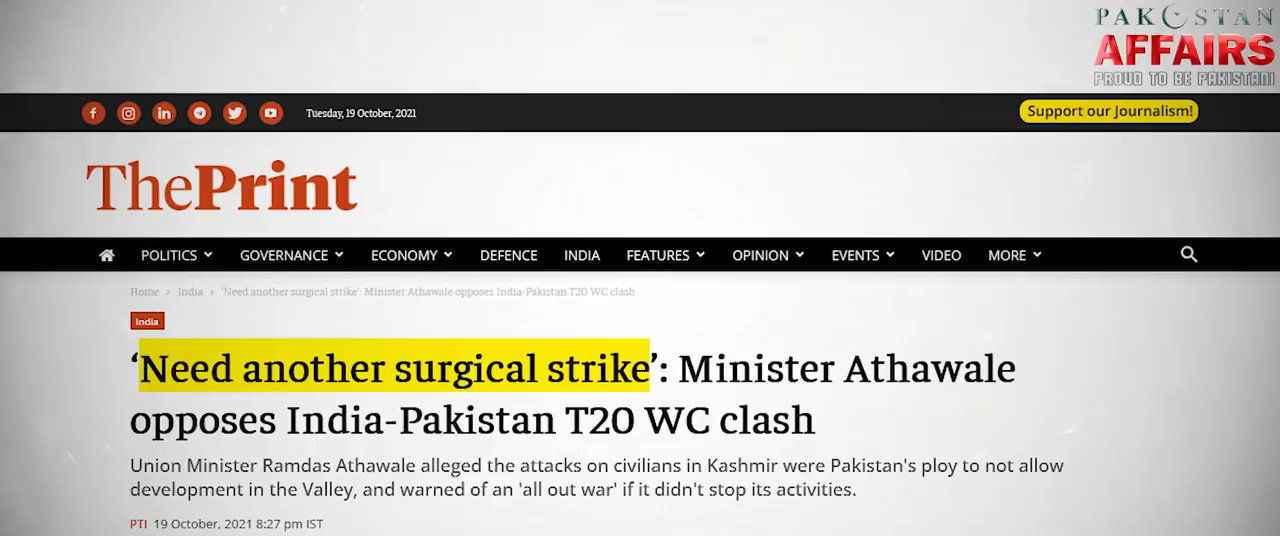 PAKISTAN
AFFAIRS
PROUD TO BE PAKISTANI
Tuesday, 19 October, 2021
Support our Journalism!
ThePrint
POLITICS GOVERNANCE ECONOMY DEFENCE INDIA FEATURES OPINION EVENTS VIDEO MORE
Home › India › 'Need another surgical strike': Minister Athawale opposes India-Pakistan T20 WC clash
India
‘Need another surgical strike’: Minister Athawale
opposes India-Pakistan T20 WC clash
Union Minister Ramdas Athawale alleged the attacks on civilians in Kashmir were Pakistan's ploy to not allow
development in the Valley, and warned of an 'all out war' if it didn't stop its activities.
PTI 19 October, 2021 8:27 pm IST